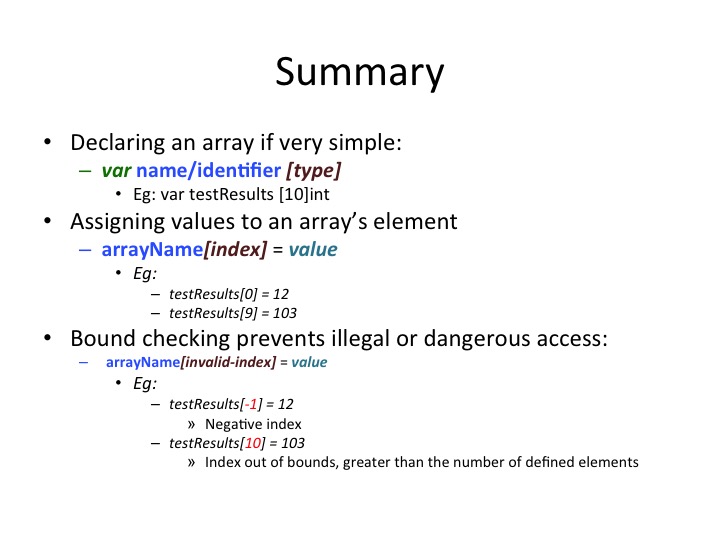 Summary
• Declaring an array if very simple:
– var name/identifier [type]
• Eg: var testResults [10]int
• Assigning values to an array’s element
– arrayName[index] = value
• Eg:
– testResults[0] = 12
– testResults[9] = 103
• Bound checking prevents illegal or dangerous access:
– arrayName[invalid-index] = value
• Eg:
– testResults[-1] = 12
» Negative index
– testResults[10] = 103
» Index out of bounds, greater than the number of defined elements